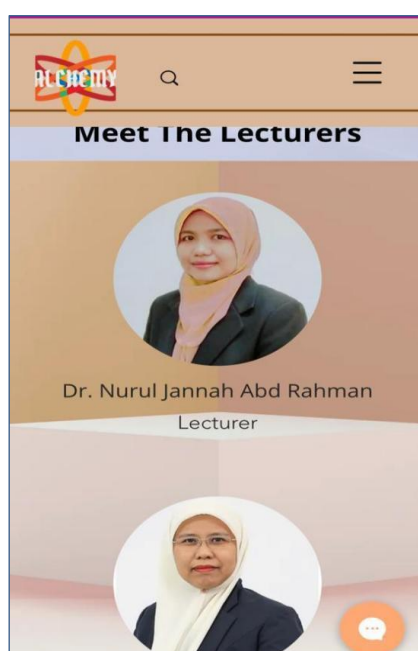 ALCHEMY
Meet The Lecturers
Dr. Nurul Jannah Abd Rahman
Lecturer